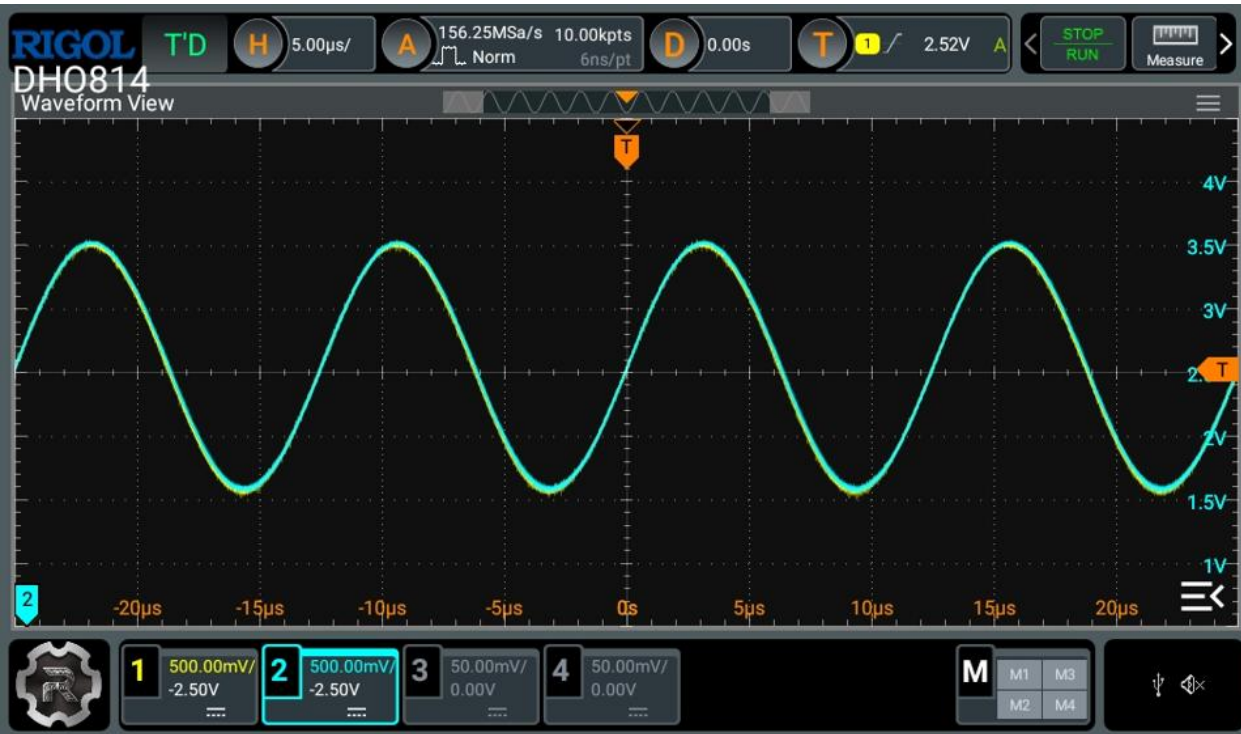 RIGOL T'D H 5.00μs/ A 156.25MSa/s 10.00kpts D 0.00s T 1 2.52V A STOP
Norm 6ns/pt RUN Measure
DHO814
Waveform View
T
4V
3.5V
3V
T
2V
1.5V
1V
2
-20μs -15μs -10μs -5μs 0s 5μs 10μs 15μs 20μs
1 500.00mV/ 2 500.00mV/ 3 50.00mV/ 4 50.00mV/ M M1 M3
-2.50V -2.50V 0.00V 0.00V M2 M4
R